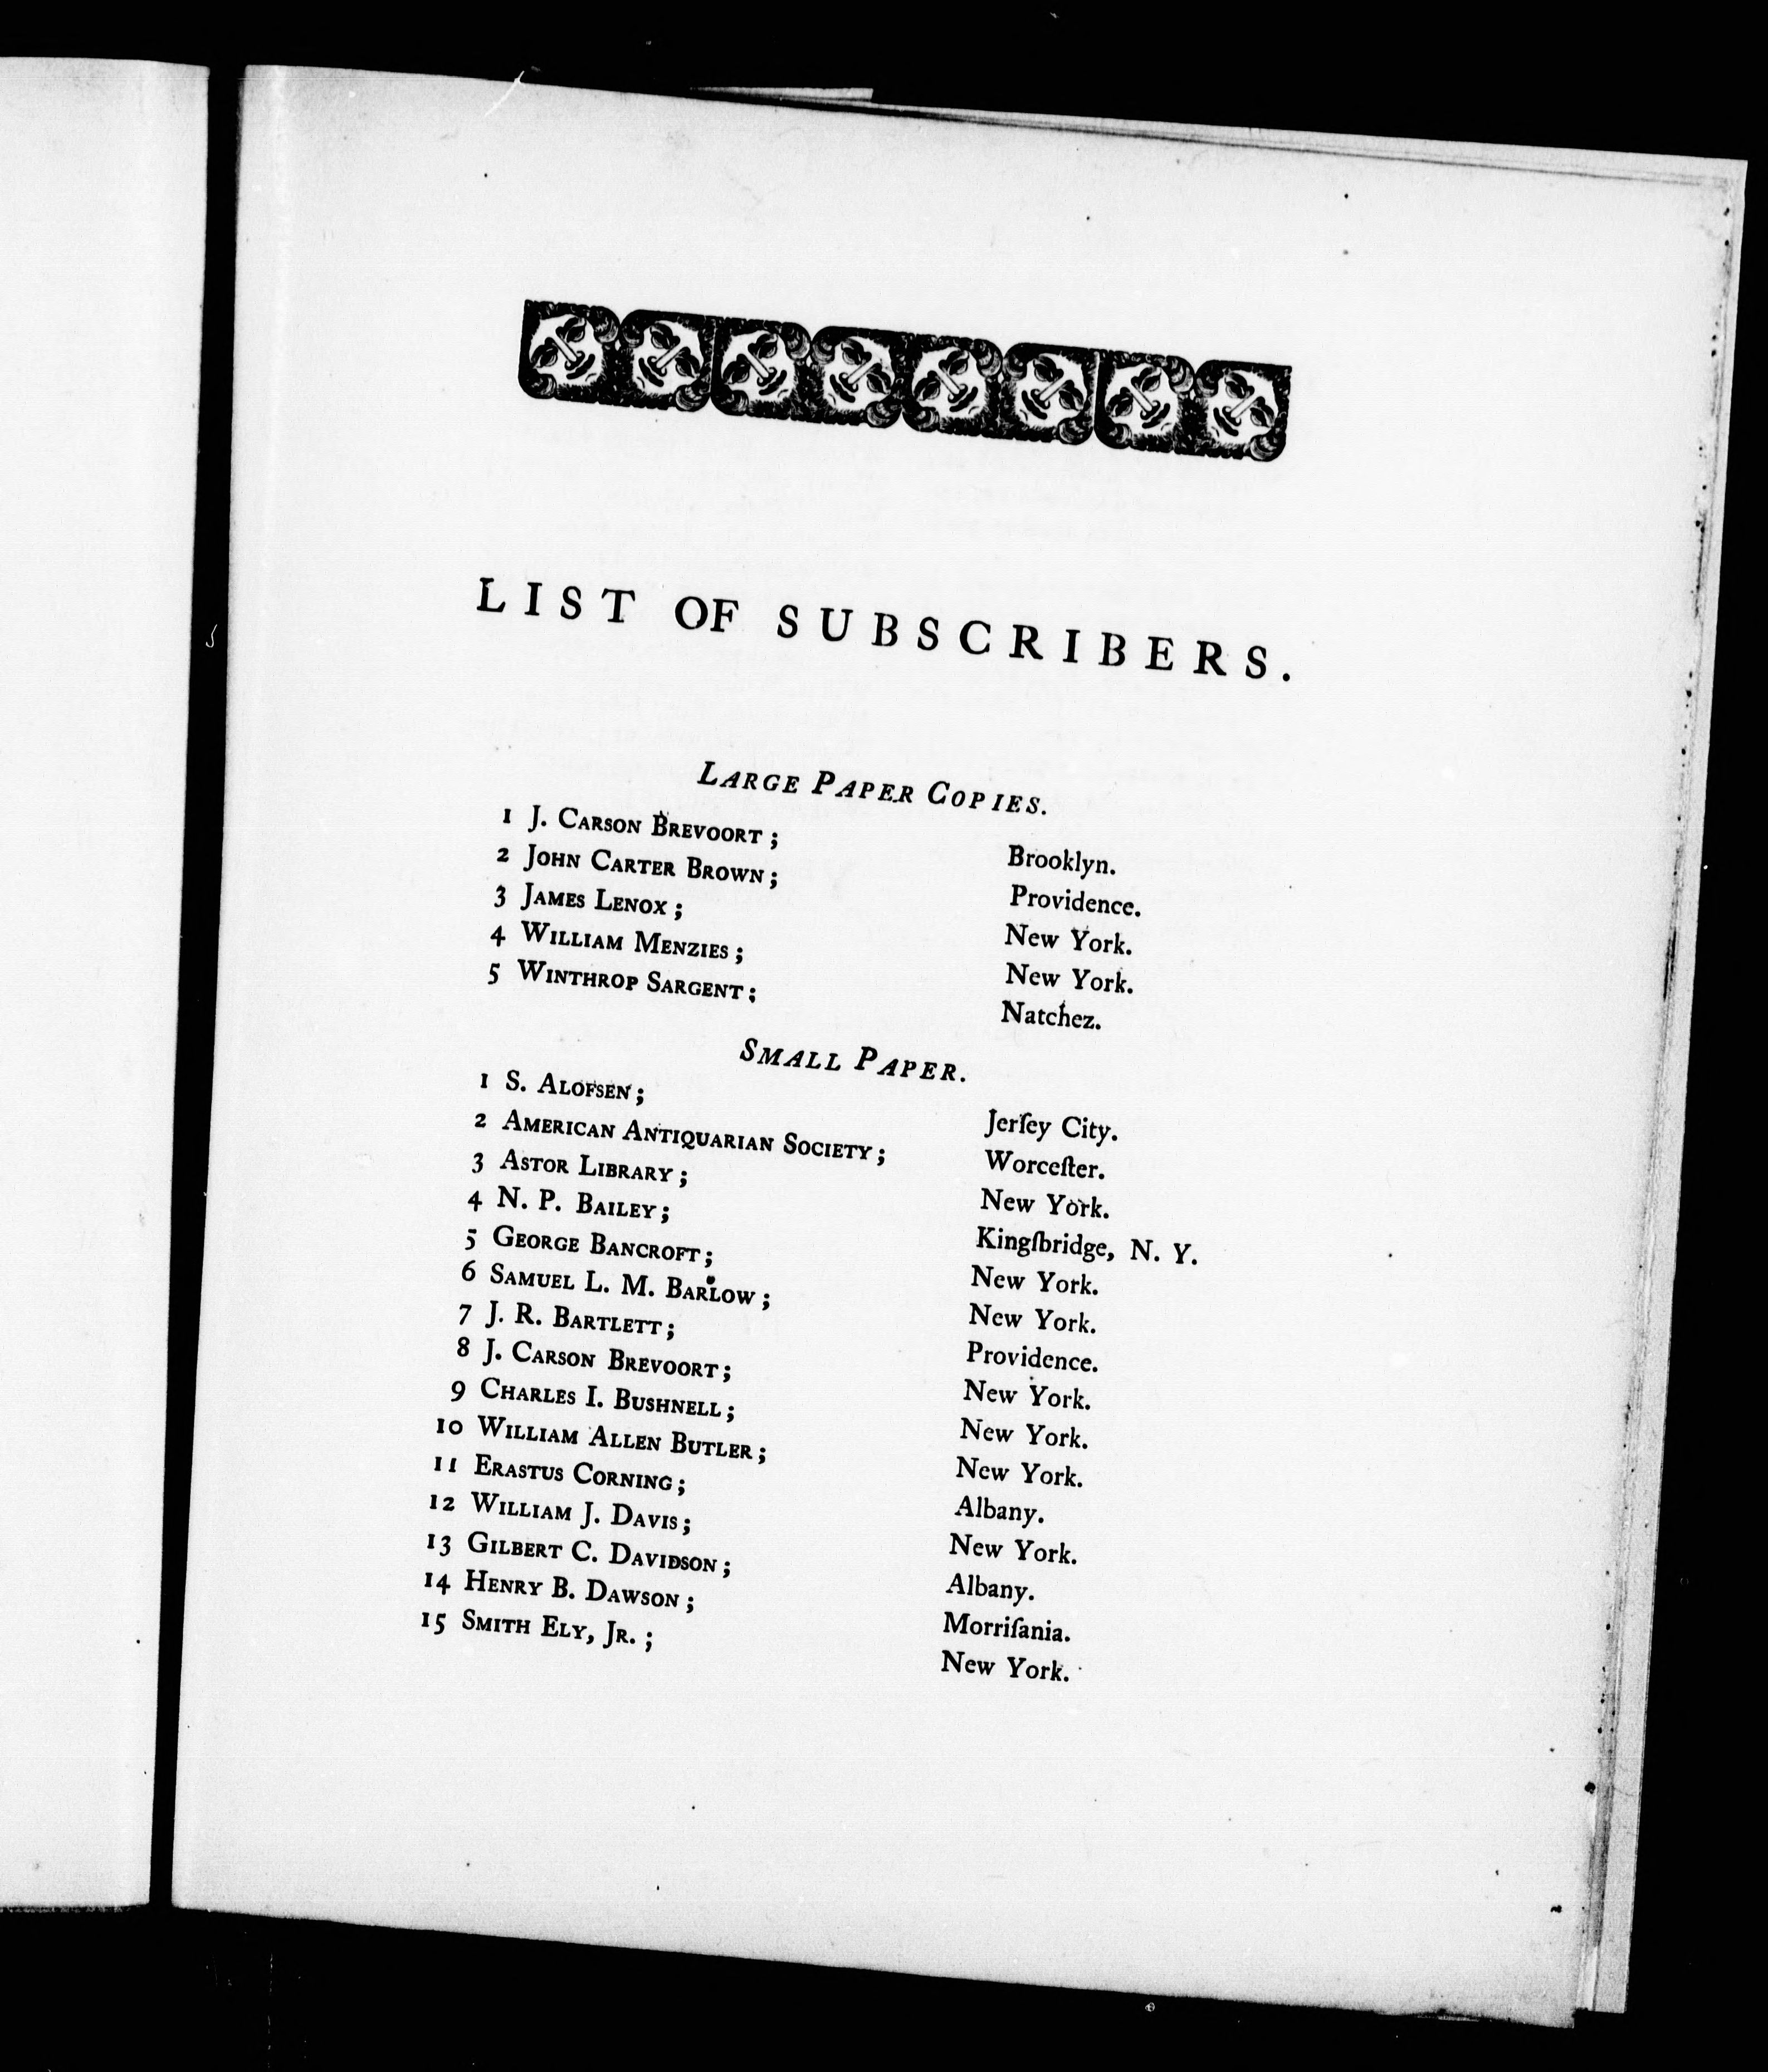 LIST OF SUBSCRIBERS.
LARGE PAPER COPIES.
1 J. CARSON BREVOORT; Brooklyn.
2 JOHN CARTER BROWN; Providence.
3 JAMES LENOX; New York.
4 WILLIAM MENZIES; New York.
5 WINTHROP SARGENT; Natchez.
SMALL PAPER.
1 S. ALOFSEN; Jerſey City.
2 AMERICAN ANTIQUARIAN SOCIETY; Worceſter.
3 ASTOR LIBRARY; New York.
4 N. P. BAILEY; Kingſbridge, N. Y.
5 GEORGE BANCROFT; New York.
6 SAMUEL L. M. BARLOW; New York.
7 J. R. BARTLETT; Providence.
8 J. CARSON BREVOORT; New York.
9 CHARLES I. BUSHNELL; New York.
10 WILLIAM ALLEN BUTLER; New York.
11 ERASTUS CORNING; Albany.
12 WILLIAM J. DAVIS; New York.
13 GILBERT C. DAVIDSON; Albany.
14 HENRY B. DAWSON; Morriſania.
15 SMITH ELY, JR.; New York.